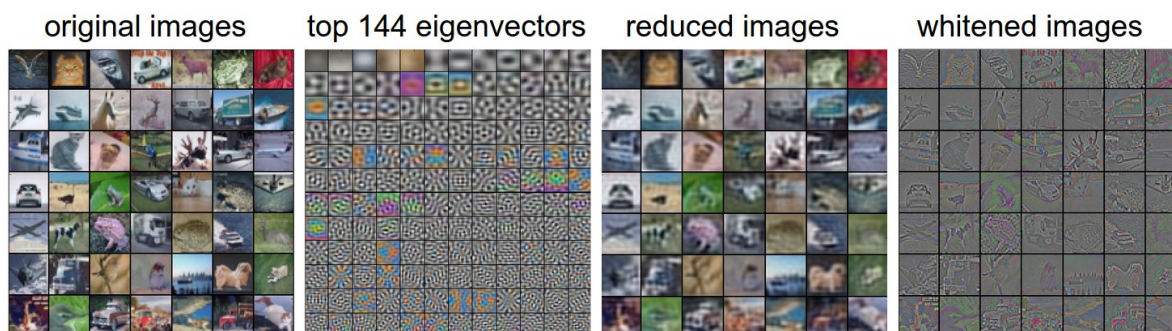 original images
top 144 eigenvectors
reduced images
whitened images